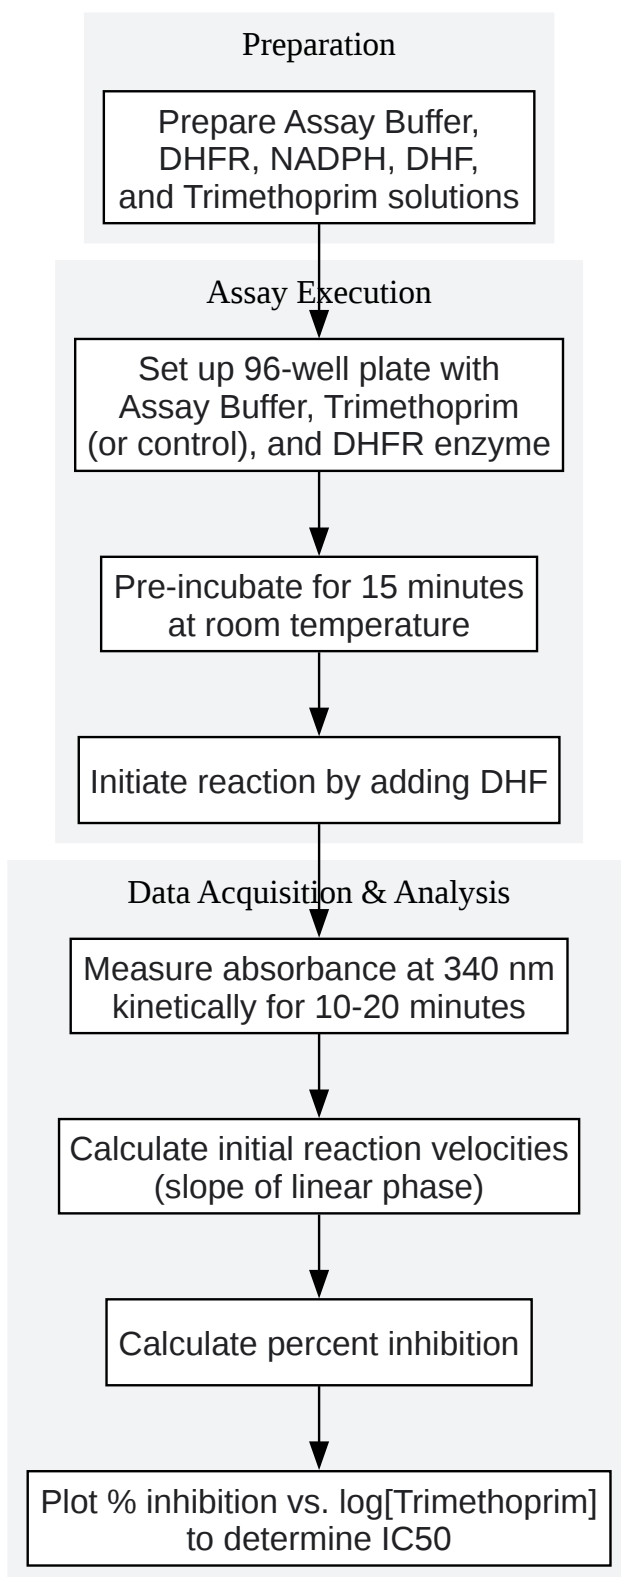 Preparation
Prepare Assay Buffer,
DHFR, NADPH, DHF,
and Trimethoprim solutions
Assay Execution
Set up 96-well plate with
Assay Buffer, Trimethoprim
(or control), and DHFR enzyme
Pre-incubate for 15 minutes
at room temperature
Initiate reaction by adding DHF
Data Acquisition & Analysis
Measure absorbance at 340 nm
kinetically for 10-20 minutes
Calculate initial reaction velocities
(slope of linear phase)
Calculate percent inhibition
Plot % inhibition vs. log[Trimethoprim]
to determine IC50